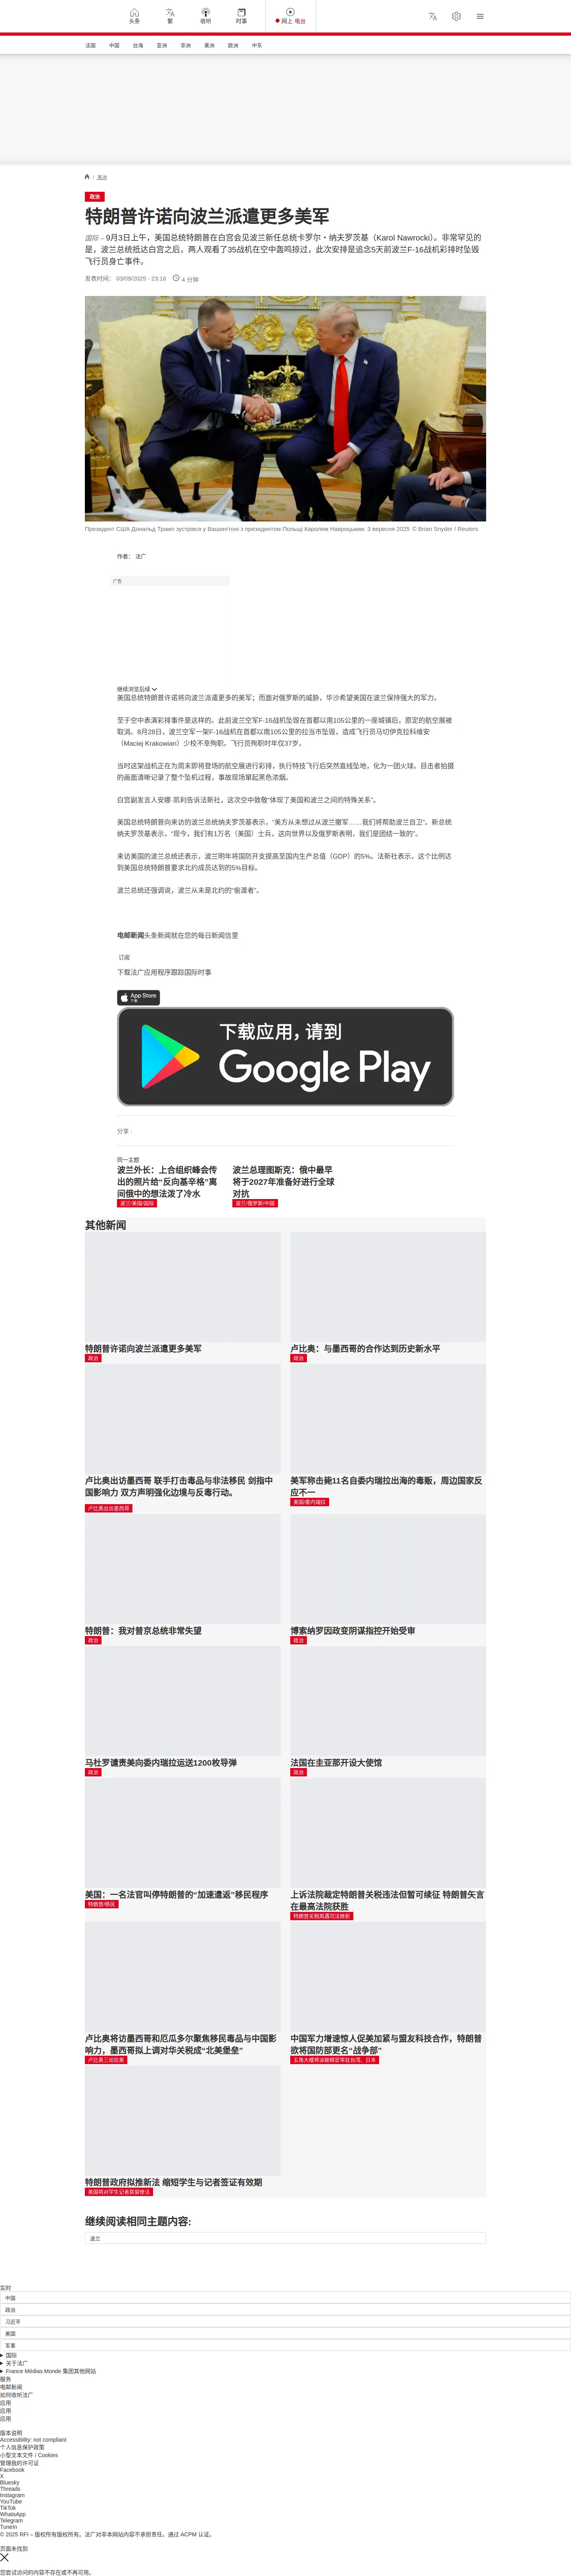 头条
繁
收听
时事
网上 电台
法国
中国
台海
亚洲
非洲
美洲
欧洲
中东
/ 美洲
政治
特朗普许诺向波兰派遣更多美军
国际 – 9月3日上午，美国总统特朗普在白宫会见波兰新任总统卡罗尔・纳夫罗茨基（Karol Nawrocki）。非常罕见的
是，波兰总统抵达白宫之后，两人观看了35战机在空中轰鸣掠过，此次安排是追念5天前波兰F-16战机彩排时坠毁
飞行员身亡事件。
发表时间： 03/09/2025 - 23:16
4 分钟
Президент США Дональд Трамп зустрівся у Вашингтоні з президентом Польщі Каролем Навроцьким. 3 вересня 2025 © Brian Snyder / Reuters
作者： 法广
广告
继续浏览后续
美国总统特朗普许诺将向波兰派遣更多的美军；而面对俄罗斯的威胁，华沙希望美国在波兰保持强大的军力。
至于空中表演彩排事件是这样的。此前波兰空军F-16战机坠毁在首都以南105公里的一座城镇后，原定的航空展被
取消。8月28日，波兰空军一架F-16战机在首都以南105公里的拉当市坠毁，造成飞行员马切伊克拉科维安
（Maciej Krakowian）少校不幸殉职。飞行员殉职时年仅37岁。
当时这架战机正在为周末即将登场的航空展进行彩排，执行特技飞行后突然直线坠地，化为一团火球。目击者拍摄
的画面清晰记录了整个坠机过程，事故现场窜起黑色浓烟。
白宫副发言人安娜·凯利告诉法新社，这次空中致敬“体现了美国和波兰之间的特殊关系”。
美国总统特朗普向来访的波兰总统纳夫罗茨基表示，“美方从未想过从波兰撤军……我们将帮助波兰自卫”。新总统
纳夫罗茨基表示，“现今，我们有1万名（美国）士兵，这向世界以及俄罗斯表明，我们是团结一致的”。
来访美国的波兰总统还表示，波兰明年将国防开支提高至国内生产总值（GDP）的5%。法新社表示，这个比例达
到美国总统特朗普要求北约成员达到的5%目标。
波兰总统还强调说，波兰从未是北约的“偷渡者”。
电邮新闻头条新闻就在您的每日新闻信里
订阅
下载法广应用程序跟踪国际时事
App Store
下载
下载应用，请到
Google Play
分享 :
同一主题
波兰外长：上合组织峰会传
出的照片给“反向基辛格”离
间俄中的想法泼了冷水
波兰/美国/国际
波兰总理图斯克：俄中最早
将于2027年准备好进行全球
对抗
波兰/俄罗斯/中国
其他新闻
特朗普许诺向波兰派遣更多美军
政治
卢比奥：与墨西哥的合作达到历史新水平
政治
卢比奥出访墨西哥 联手打击毒品与非法移民 剑指中
国影响力 双方声明强化边境与反毒行动。
卢比奥出访墨西哥
美军称击毙11名自委内瑞拉出海的毒贩，周边国家反
应不一
美国/委内瑞拉
特朗普：我对普京总统非常失望
政治
博索纳罗因政变阴谋指控开始受审
政治
马杜罗谴责美向委内瑞拉运送1200枚导弹
政治
法国在圭亚那开设大使馆
政治
美国：一名法官叫停特朗普的“加速遣返”移民程序
特朗普/移民
上诉法院裁定特朗普关税违法但暂可续征 特朗普矢言
在最高法院获胜
特朗普关税再遇司法挫折
卢比奥将访墨西哥和厄瓜多尔聚焦移民毒品与中国影
响力，墨西哥拟上调对华关税成“北美堡垒”
卢比奥三访拉美
中国军力增速惊人促美加紧与盟友科技合作，特朗普
欲将国防部更名“战争部”
五角大楼将派联络官常驻台湾、日本
特朗普政府拟推新法 缩短学生与记者签证有效期
美国将对学生记者居留修法
继续阅读相同主题内容:
波兰
实时
中国
政治
习近平
美国
军事
国际
关于法广
France Médias Monde 集团其他网站
服务
电邮新闻
如何收听法广
应用
应用
应用
版本说明
Accessibility: not compliant
个人信息保护政策
小型文本文件 / Cookies
管理我的许可证
Facebook
X
Bluesky
Threads
Instagram
YouTube
TikTok
WhatsApp
Telegram
TuneIn
© 2025 RFI – 版权所有版权所有。法广对非本网站内容不承担责任。通过 ACPM 认证。
页面未找到
您尝试访问的内容不存在或不再可用。